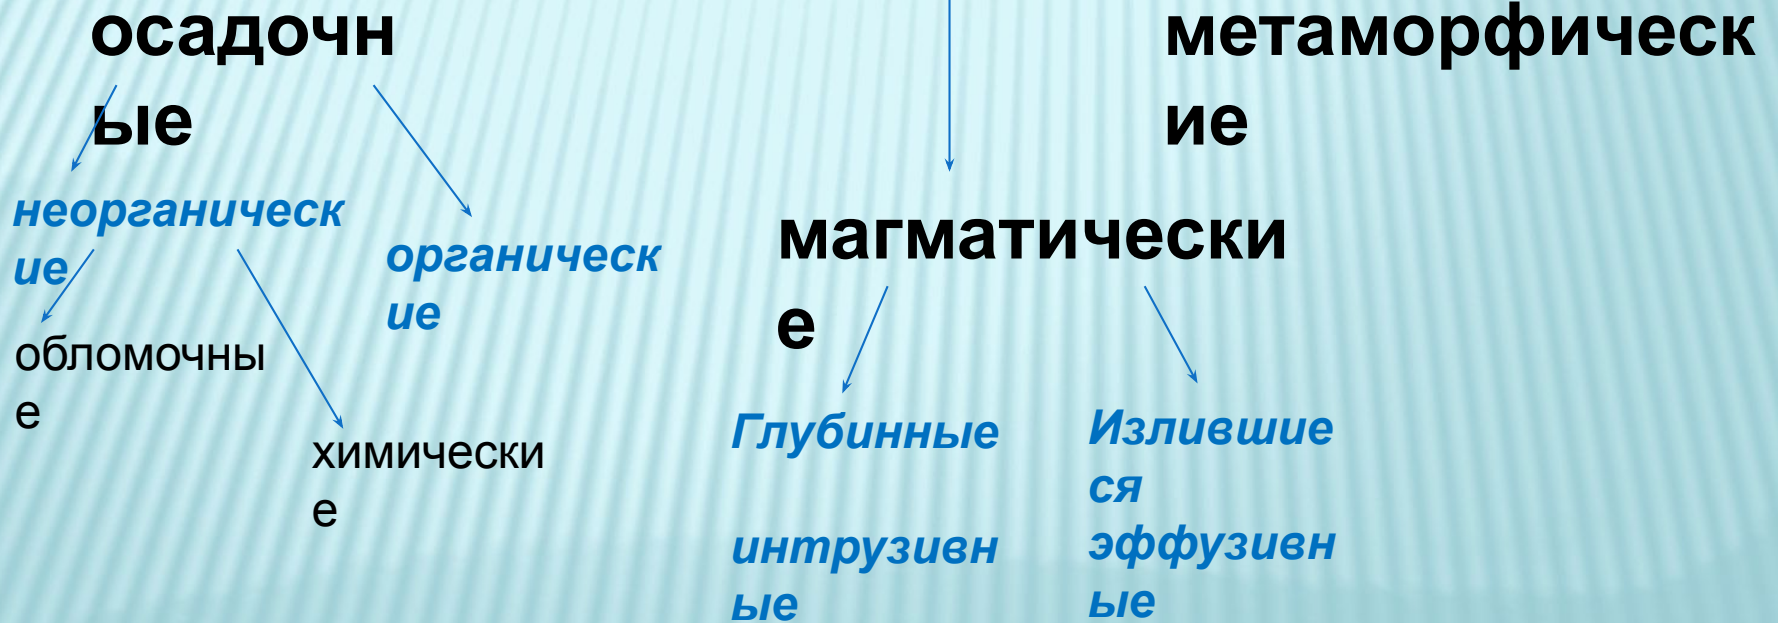 осадочн
ые
метаморфическ
ие
неорганическ
ие
органическ
ие
магматически
е
обломочны
е
химически
е
Глубинные
интрузивн
ые
Излившие
ся
эффузивн
ые